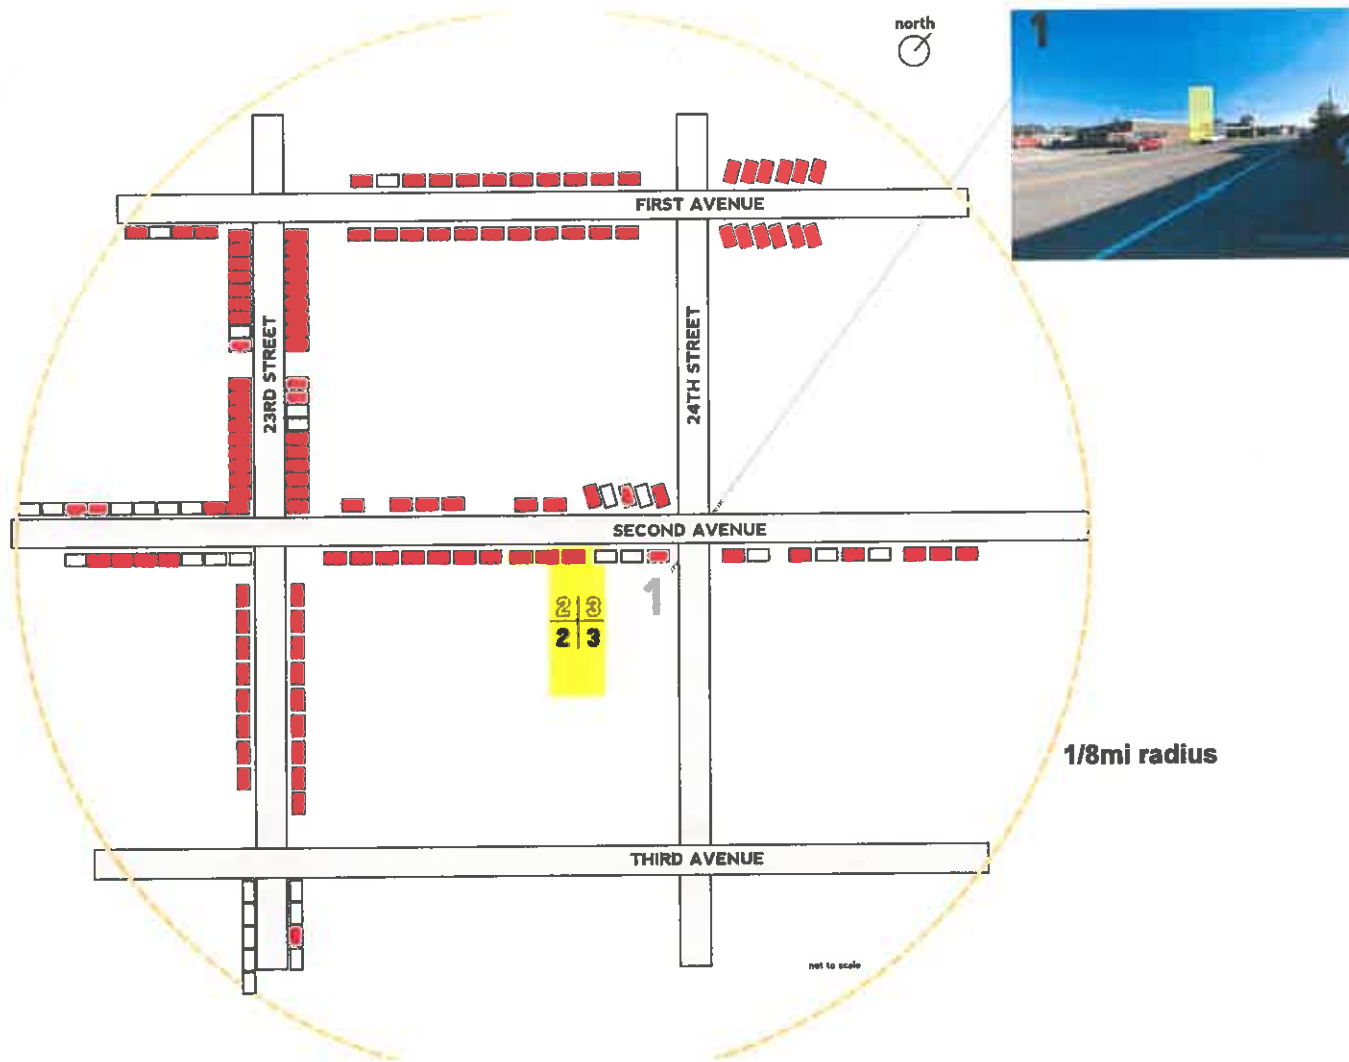 north
1
FIRST AVENUE
23RD STREET
24TH STREET
SECOND AVENUE
1
2 3
2 3
1/8mi radius
THIRD AVENUE
not to scale